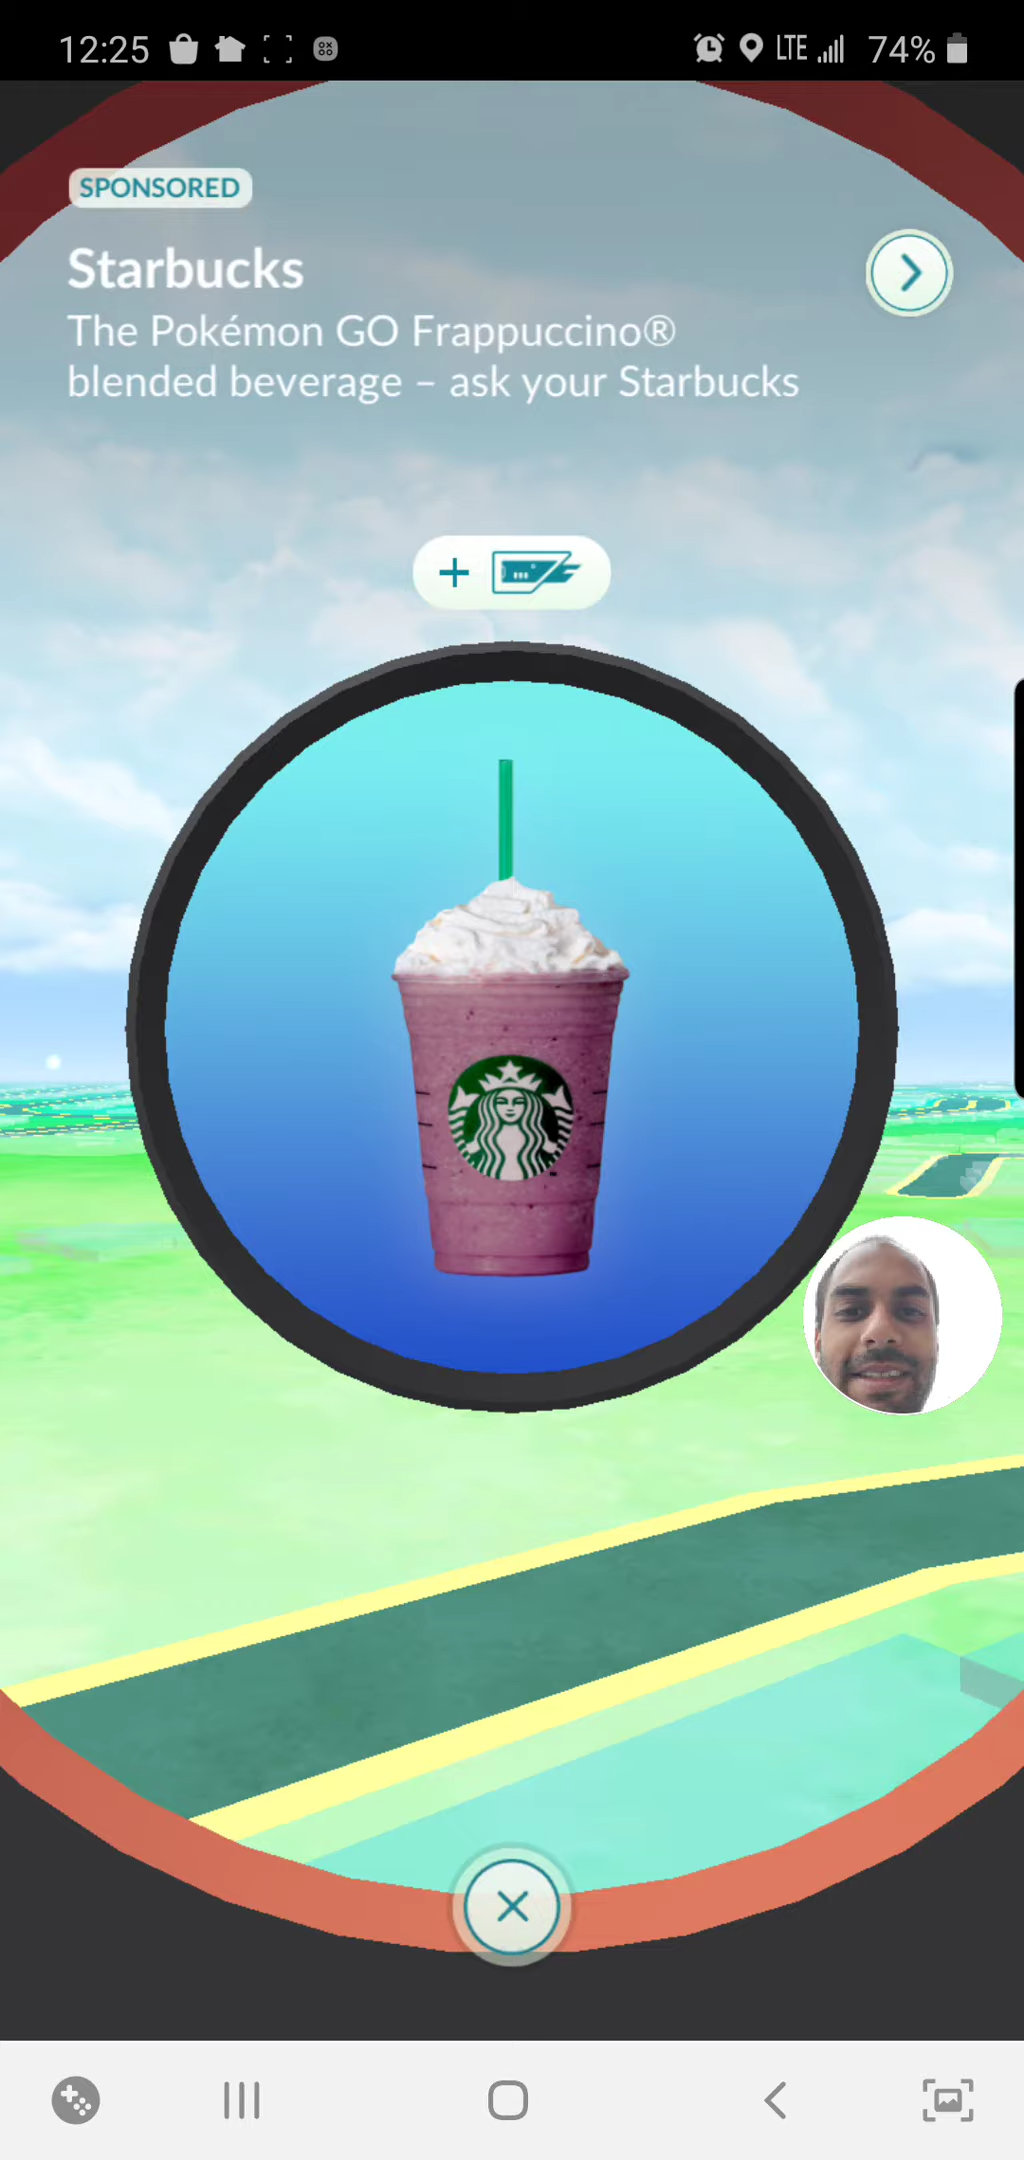 12:25 LTE 74%
SPONSORED
Starbucks
The Pokémon GO Frappuccino®
blended beverage – ask your Starbucks